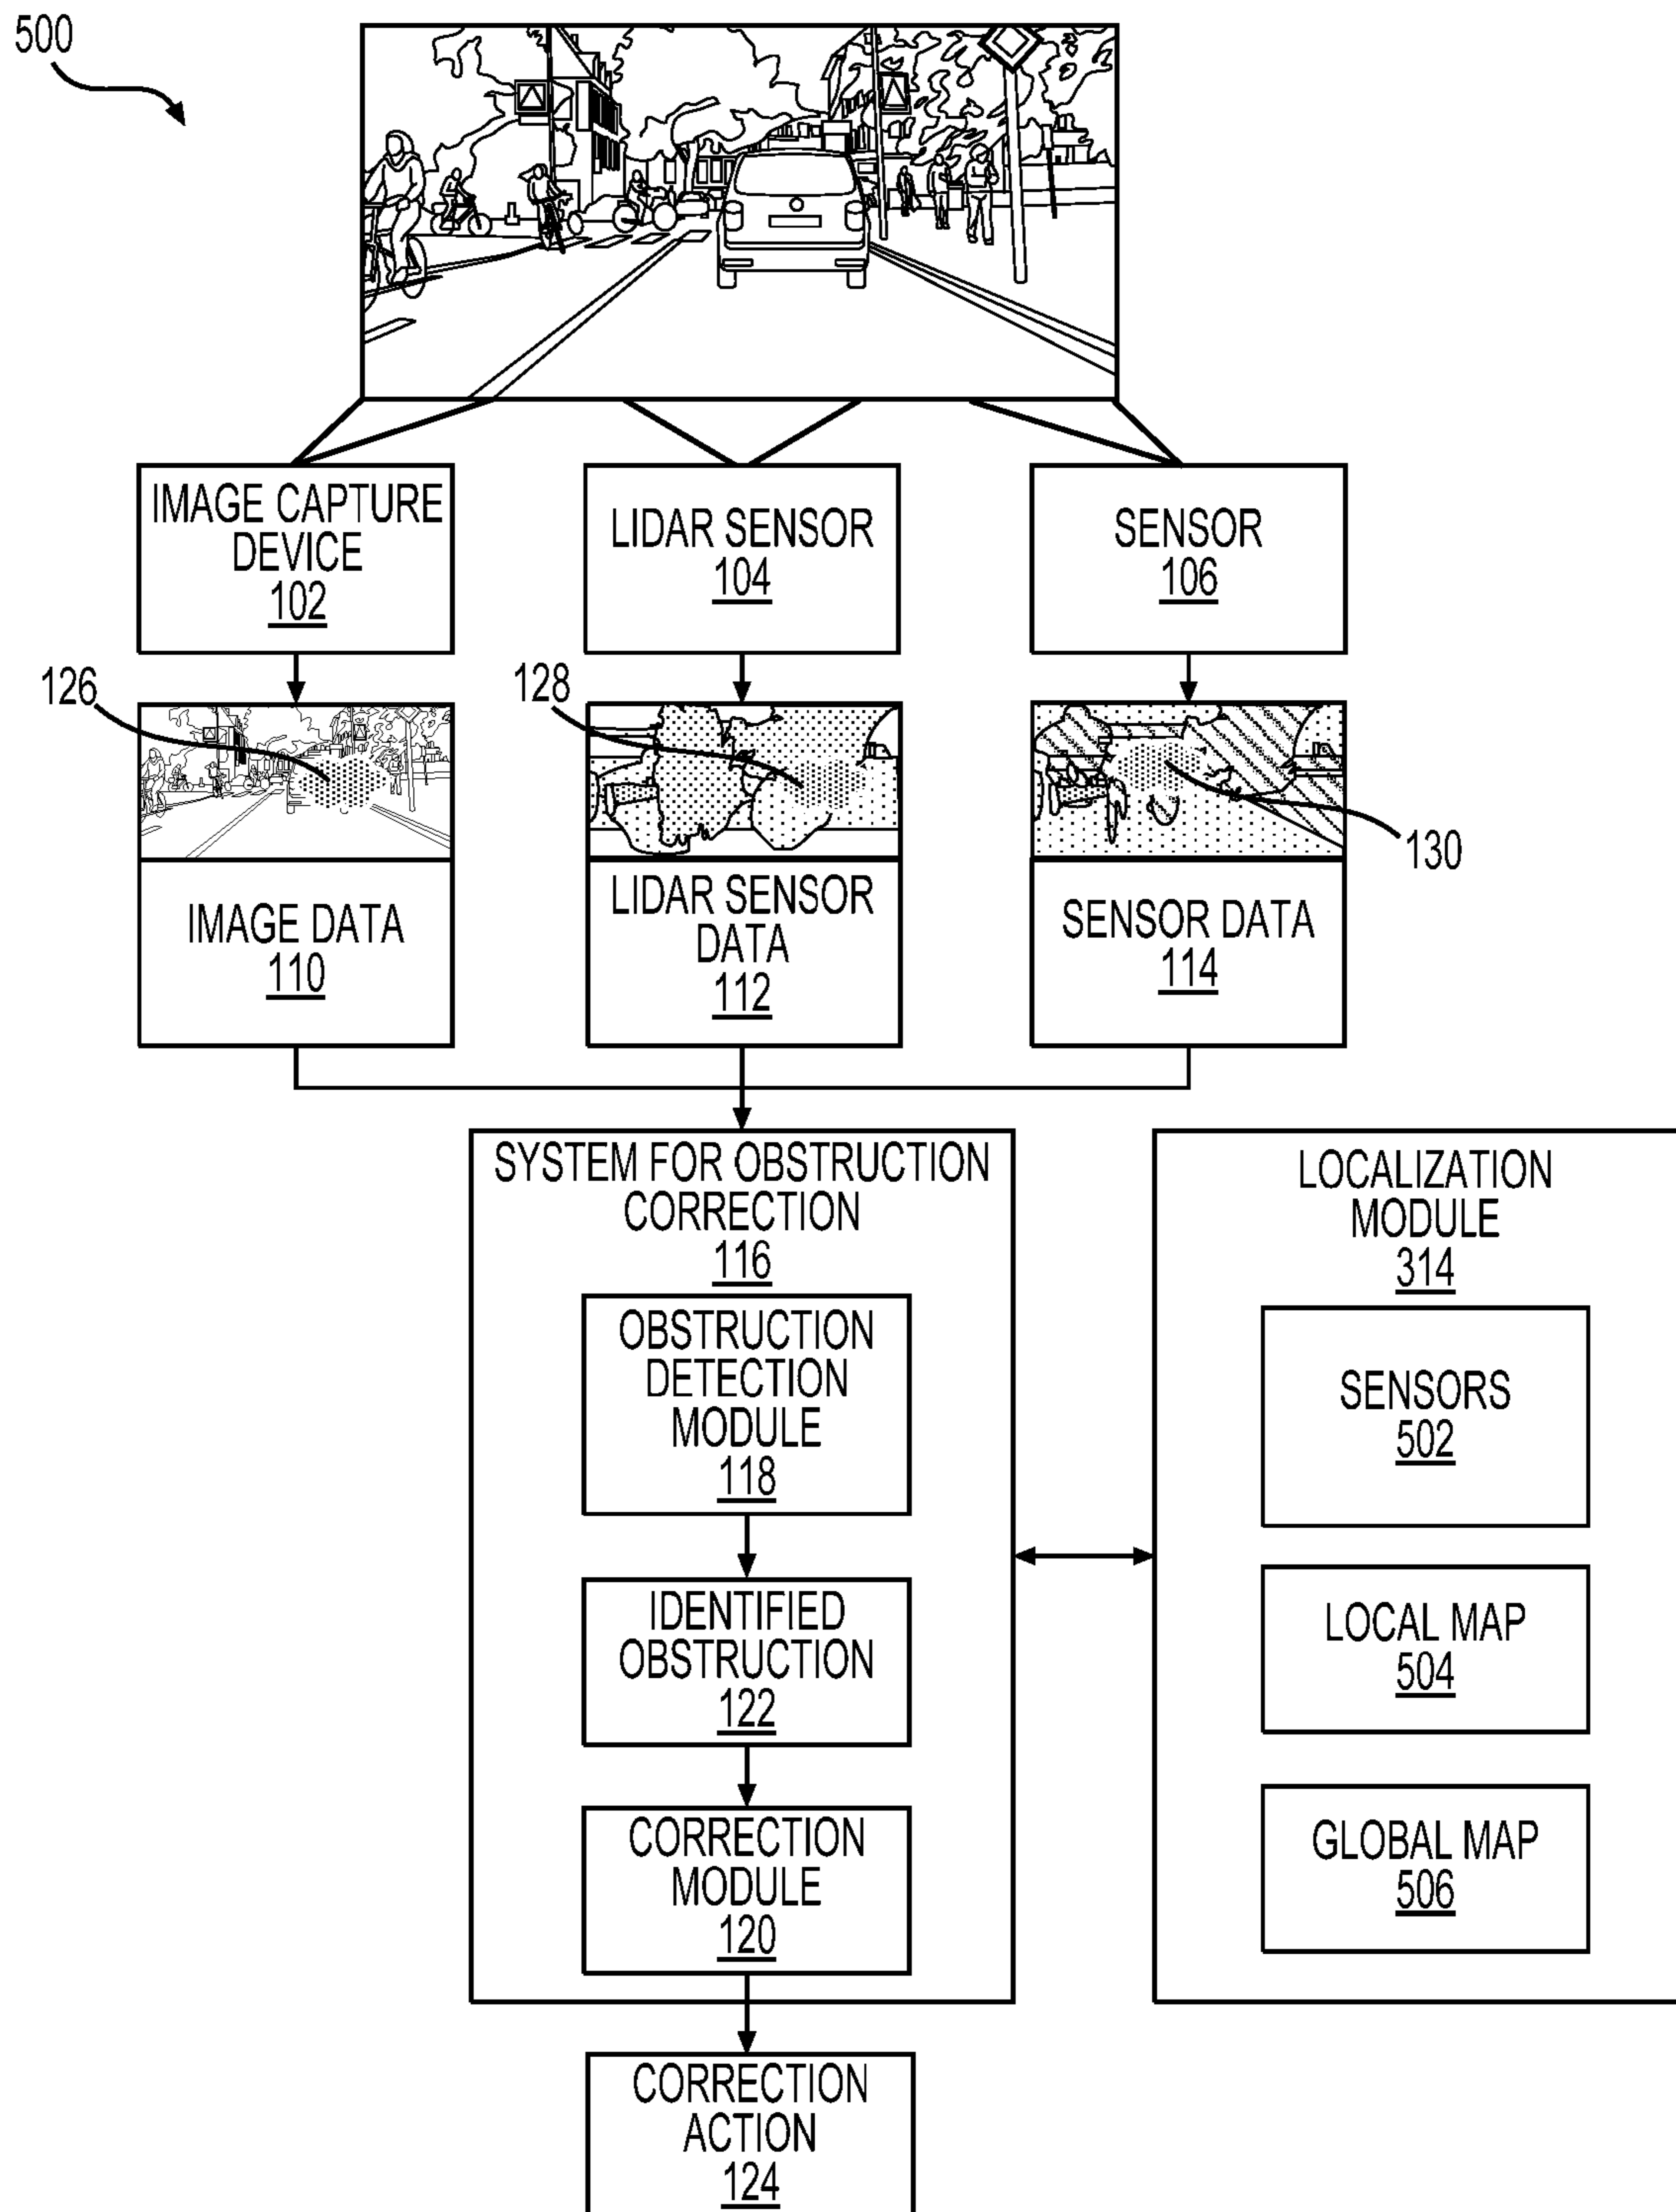 500
IMAGE CAPTURE
DEVICE
102
LIDAR SENSOR
104
SENSOR
106
126
128
130
IMAGE DATA
110
LIDAR SENSOR
DATA
112
SENSOR DATA
114
SYSTEM FOR OBSTRUCTION
CORRECTION
116
OBSTRUCTION
DETECTION
MODULE
118
IDENTIFIED
OBSTRUCTION
122
CORRECTION
MODULE
120
LOCALIZATION
MODULE
314
SENSORS
502
LOCAL MAP
504
GLOBAL MAP
506
CORRECTION
ACTION
124